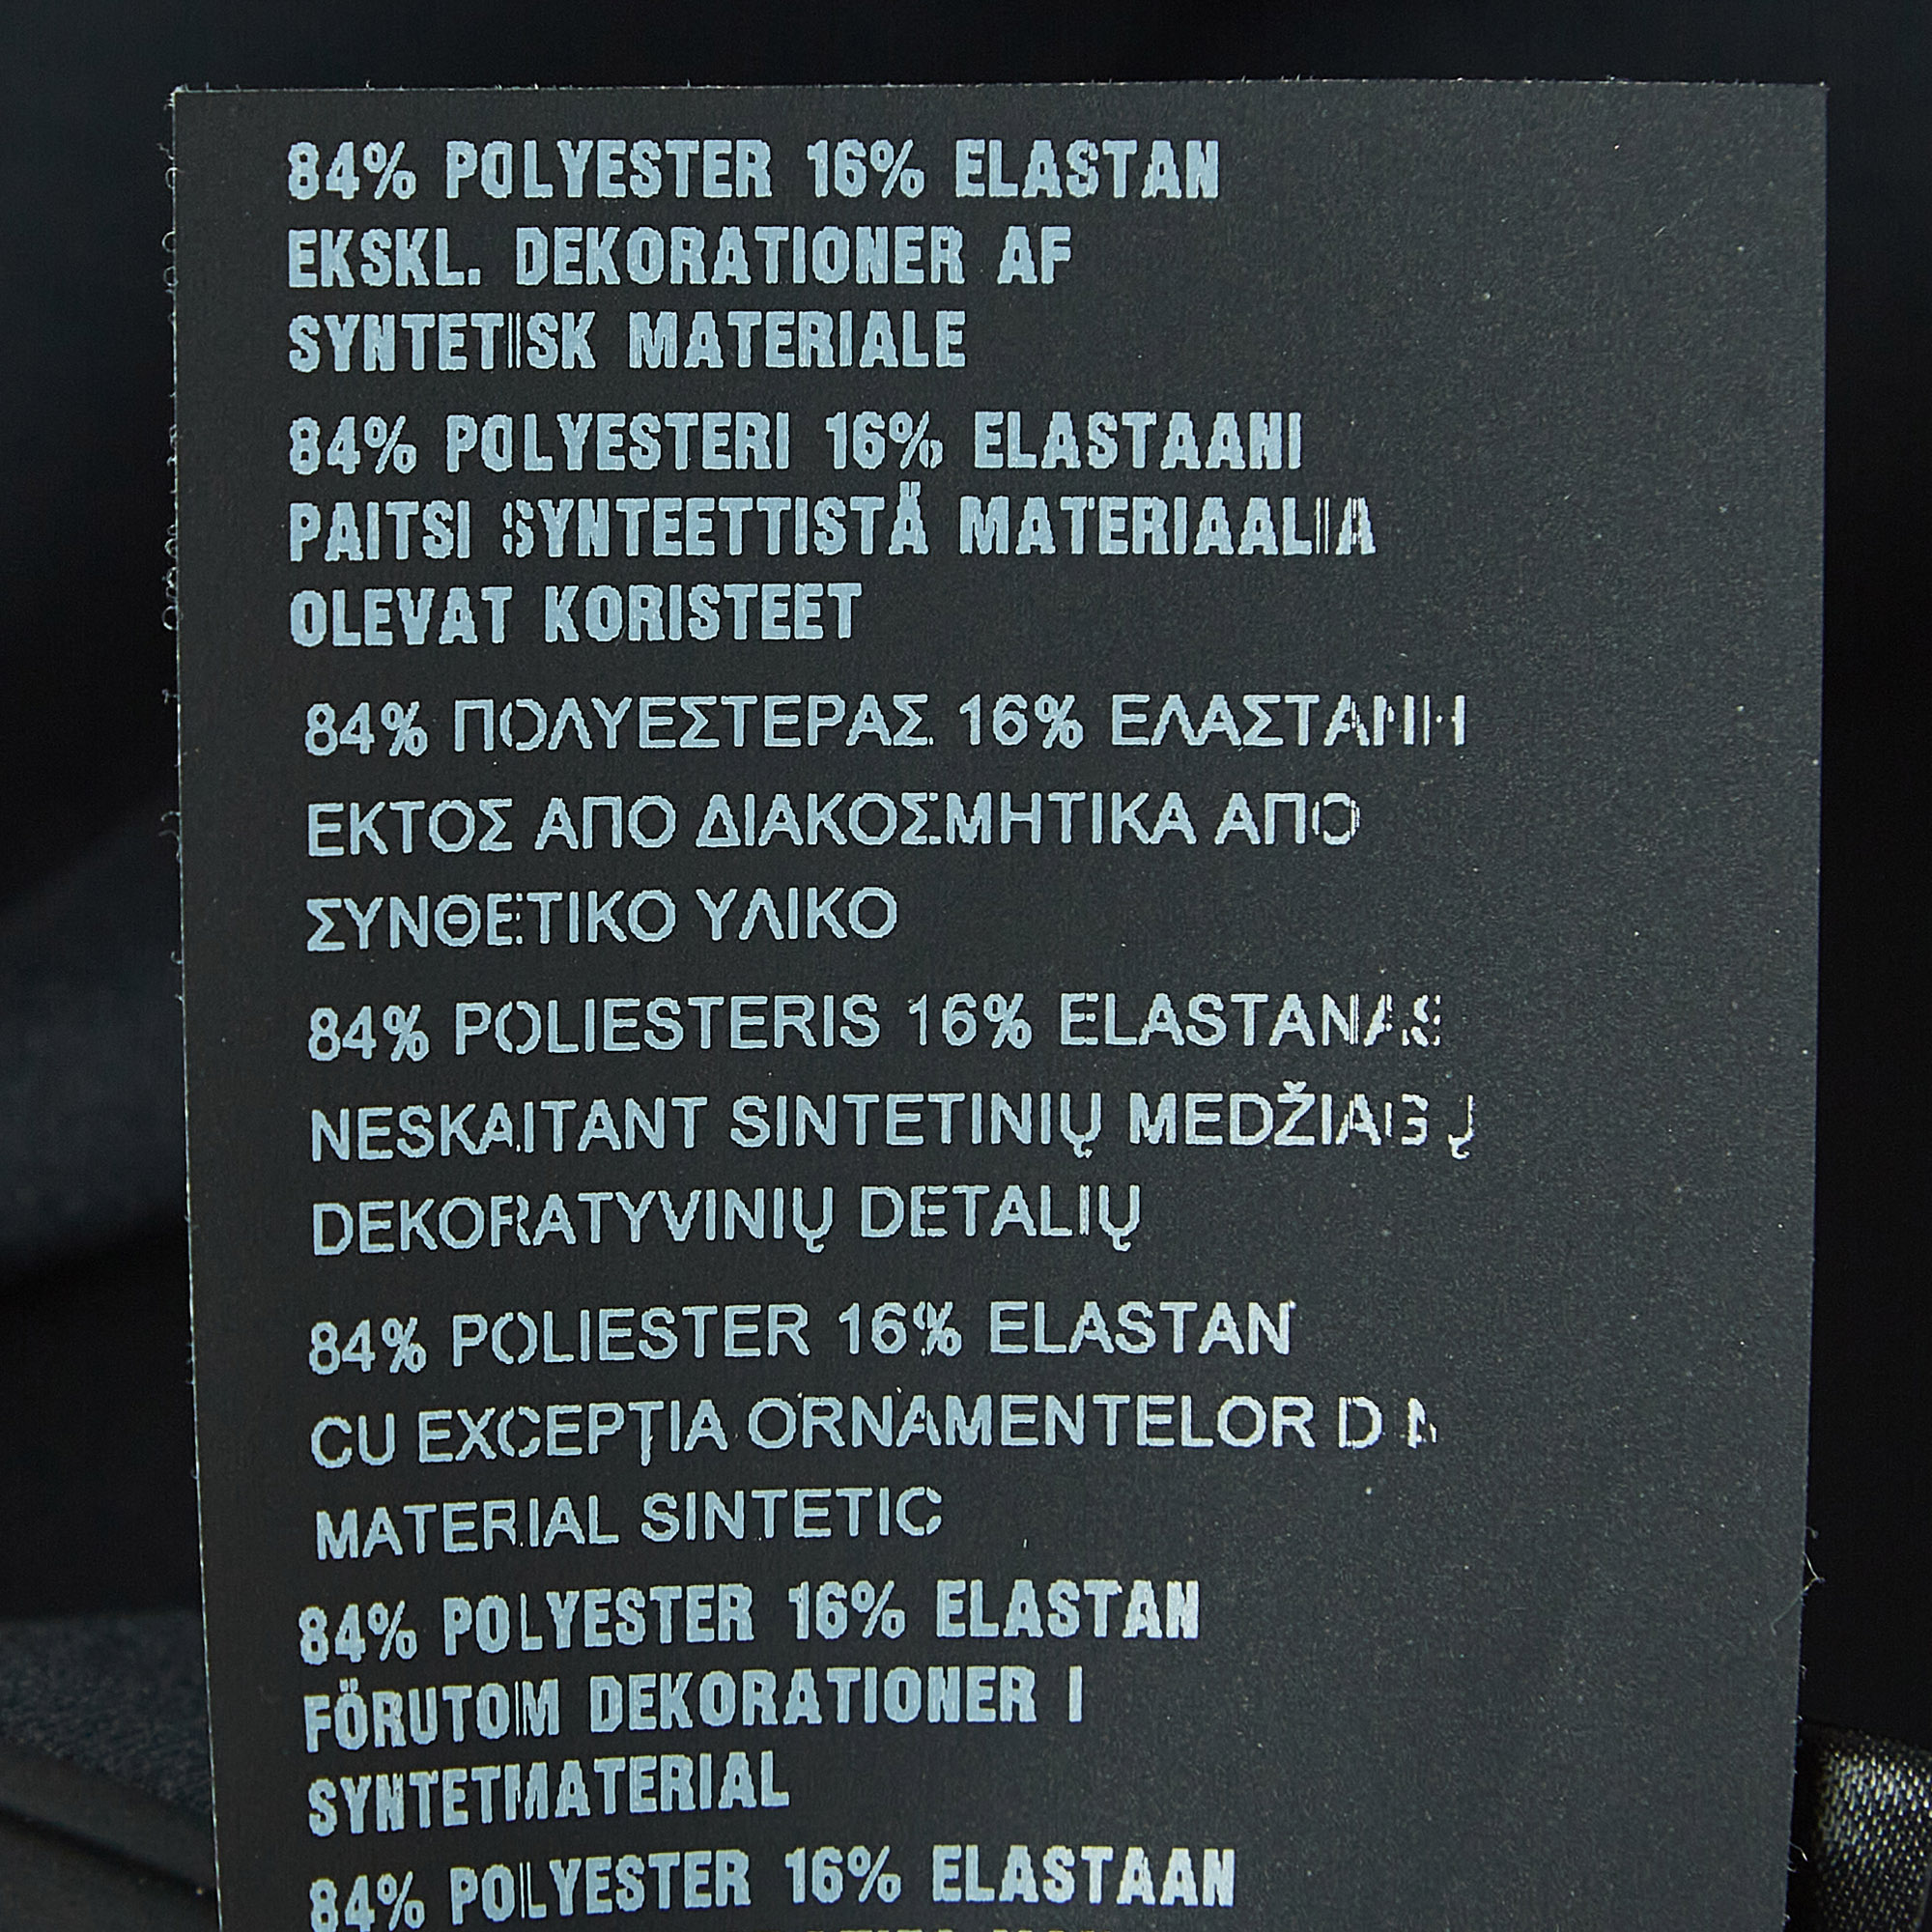 84% POLYESTER 16% ELASTAN
EKSKL. DEKORATIONER AF
SYNTETISK MATERIALE
84% POLYESTERI 16% ELASTAANI
PAITSI SYNTEETTISTÄ MATERIAALIA
OLEVAT KORISTEET
84% ΠΟΛΥΕΣΤΕΡΑΣ 16% ΕΛΑΣΤΑΝΗ
ΕΚΤΟΣ ΑΠΟ ΔΙΑΚΟΣΜΗΤΙΚΑ ΑΠΟ
ΣΥΝΘΕΤΙΚΟ ΥΛΙΚΟ
84% POLIESTERIS 16% ELASTANAS
NESKAITANT SINTETINIŲ MEDŽIAGŲ
DEKORATYVINIŲ DETALIŲ
84% POLIESTER 16% ELASTAN
CU EXCEPŢIA ORNAMENTELOR DIN
MATERIAL SINTETIC
84% POLYESTER 16% ELASTAN
FÖRUTOM DEKORATIONER I
SYNTETMATERIAL
84% POLYESTER 16% ELASTAAN